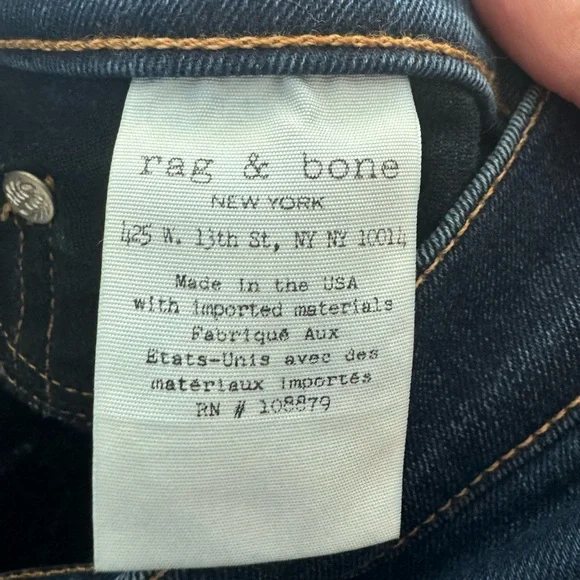 rag & bone
NEW YORK
425 W. 13th St, NY NY 10014
Made in the USA
with imported materials
Fabriqué Aux
Etats-Unis avec des
matériaux importés
RN # 108879